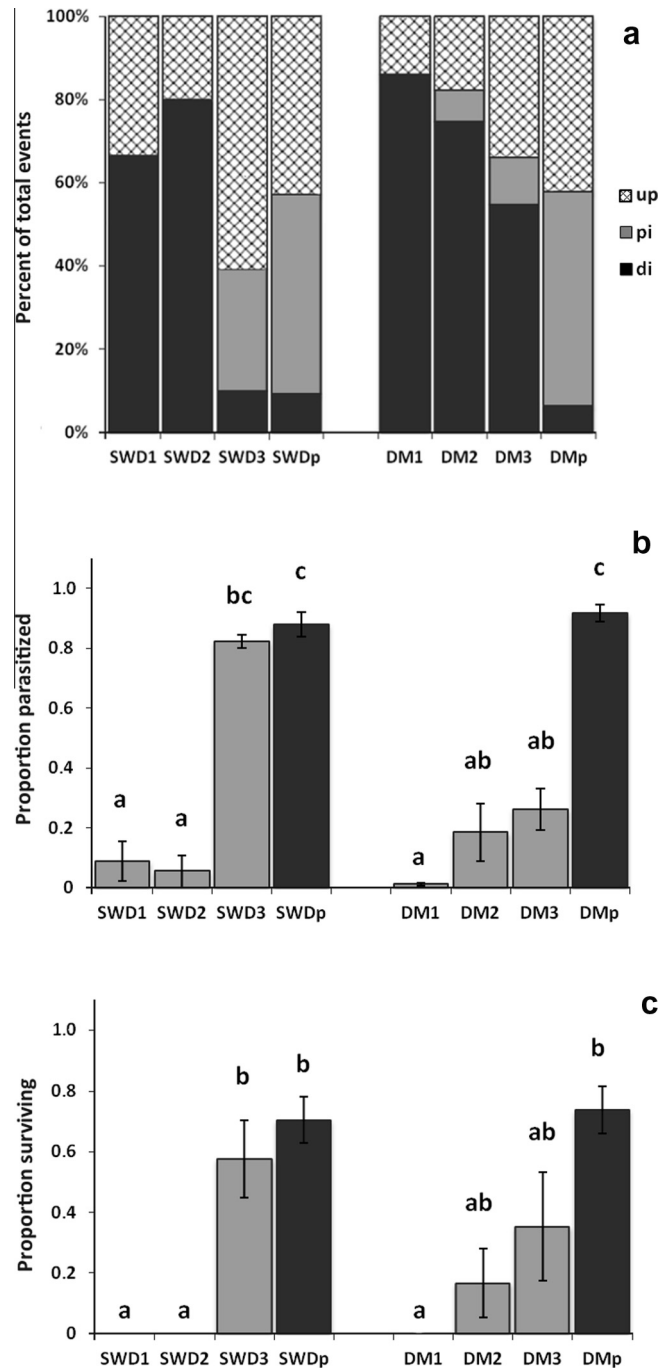 a
100%
80%
60%
40%
20%
0%
Percent of total events
SWD1 SWD2 SWD3 SWDp DM1 DM2 DM3 DMp
up
pi
di
b
1.0
0.8
0.6
0.4
0.2
0
Proportion parasitized
a a bc c a ab ab c
SWD1 SWD2 SWD3 SWDp DM1 DM2 DM3 DMp
c
1.0
0.8
0.6
0.4
0.2
0
Proportion surviving
a a b b a ab ab b
SWD1 SWD2 SWD3 SWDp DM1 DM2 DM3 DMp